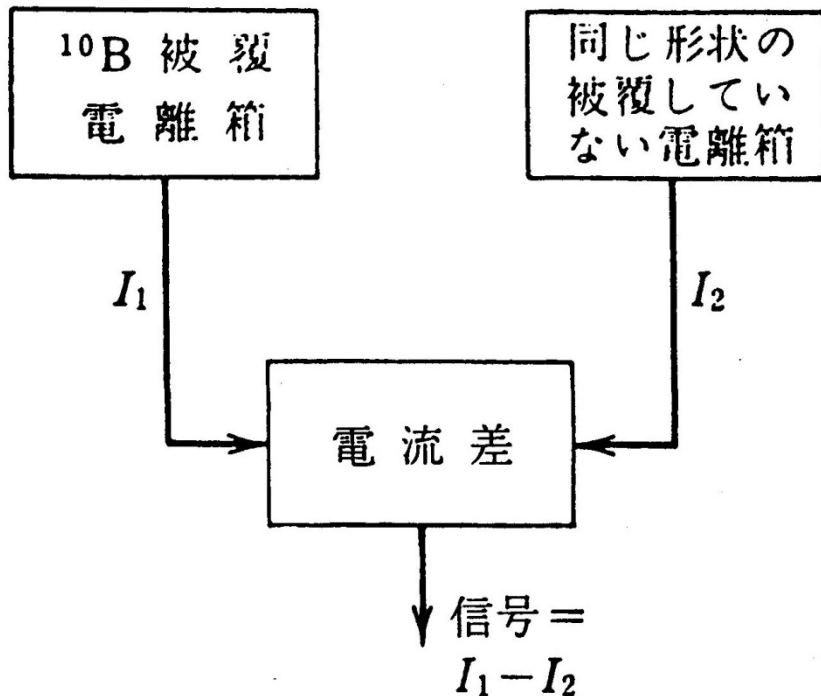 ¹⁰B 被覆
電離箱
同じ形状の
被覆してい
ない電離箱
I₁
I₂
電流差
信号=
I₁−I₂